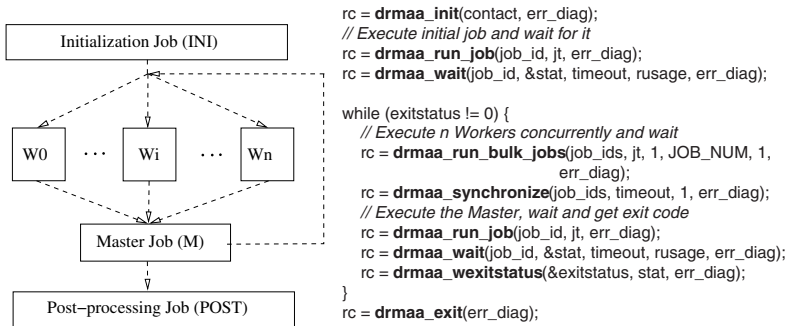 Initialization Job (INI)
W0 ··· Wi ··· Wn
Master Job (M)
Post−processing Job (POST)
rc = drmaa_init(contact, err_diag);
// Execute initial job and wait for it
rc = drmaa_run_job(job_id, jt, err_diag);
rc = drmaa_wait(job_id, &stat, timeout, rusage, err_diag);
while (exitstatus != 0) {
// Execute n Workers concurrently and wait
rc = drmaa_run_bulk_jobs(job_ids, jt, 1, JOB_NUM, 1,
err_diag);
rc = drmaa_synchronize(job_ids, timeout, 1, err_diag);
// Execute the Master, wait and get exit code
rc = drmaa_run_job(job_id, jt, err_diag);
rc = drmaa_wait(job_id, &stat, timeout, rusage, err_diag);
rc = drmaa_wexitstatus(&exitstatus, stat, err_diag);
}
rc = drmaa_exit(err_diag);